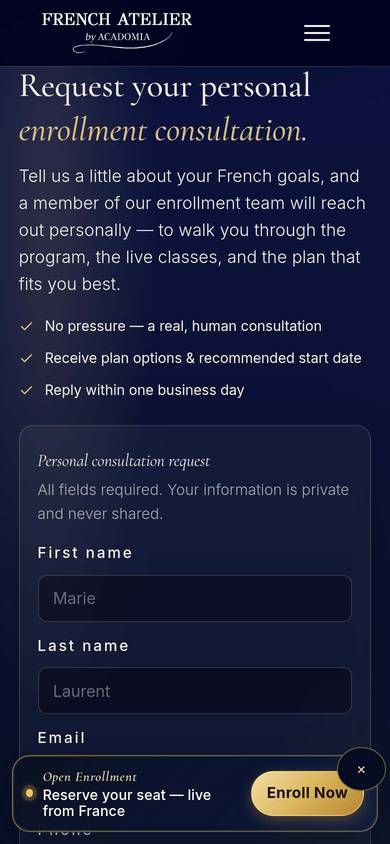 FRENCH ATELIER
by ACADOMIA
Request your personal
enrollment consultation.
Tell us a little about your French goals, and
a member of our enrollment team will reach
out personally — to walk you through the
program, the live classes, and the plan that
fits you best.
No pressure — a real, human consultation
Receive plan options & recommended start date
Reply within one business day
Personal consultation request
All fields required. Your information is private
and never shared.
First name
Marie
Last name
Laurent
Email
Open Enrollment
Reserve your seat — live
from France
Enroll Now
×
Phone